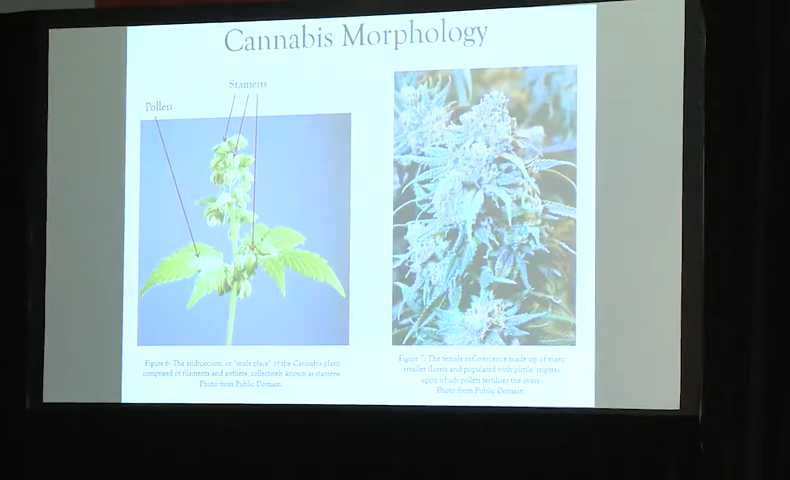 Cannabis Morphology
Stamens
Pollen
Figure 6: The androecium, or "male place" of the Cannabis plant
comprised of filaments and anthers, collectively known as stamens.
Photo from Public Domain.
Figure 7: The female inflorescence made up of many
smaller florets and populated with pistils, stigmas
upon which pollen fertilizes the ovary.
Photo from Public Domain.